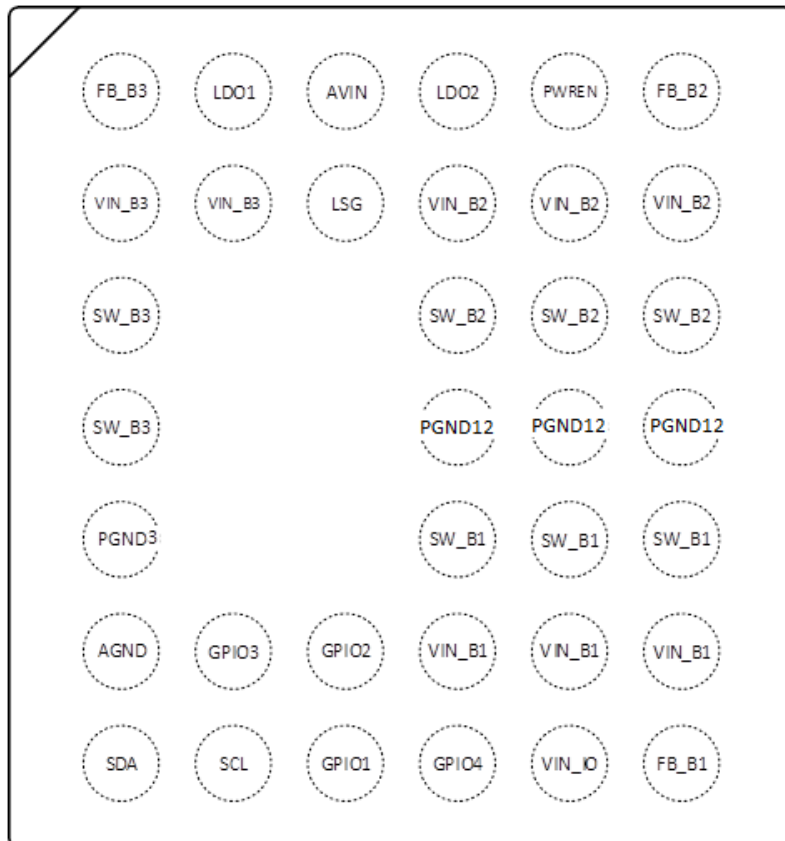 FB_B3 LDO1 AVIN LDO2 PWREN FB_B2
VIN_B3 VIN_B3 LSG VIN_B2 VIN_B2 VIN_B2
SW_B3 SW_B2 SW_B2 SW_B2
SW_B3 PGND12 PGND12 PGND12
PGND3 SW_B1 SW_B1 SW_B1
AGND GPIO3 GPIO2 VIN_B1 VIN_B1 VIN_B1
SDA SCL GPIO1 GPIO4 VIN_IO FB_B1